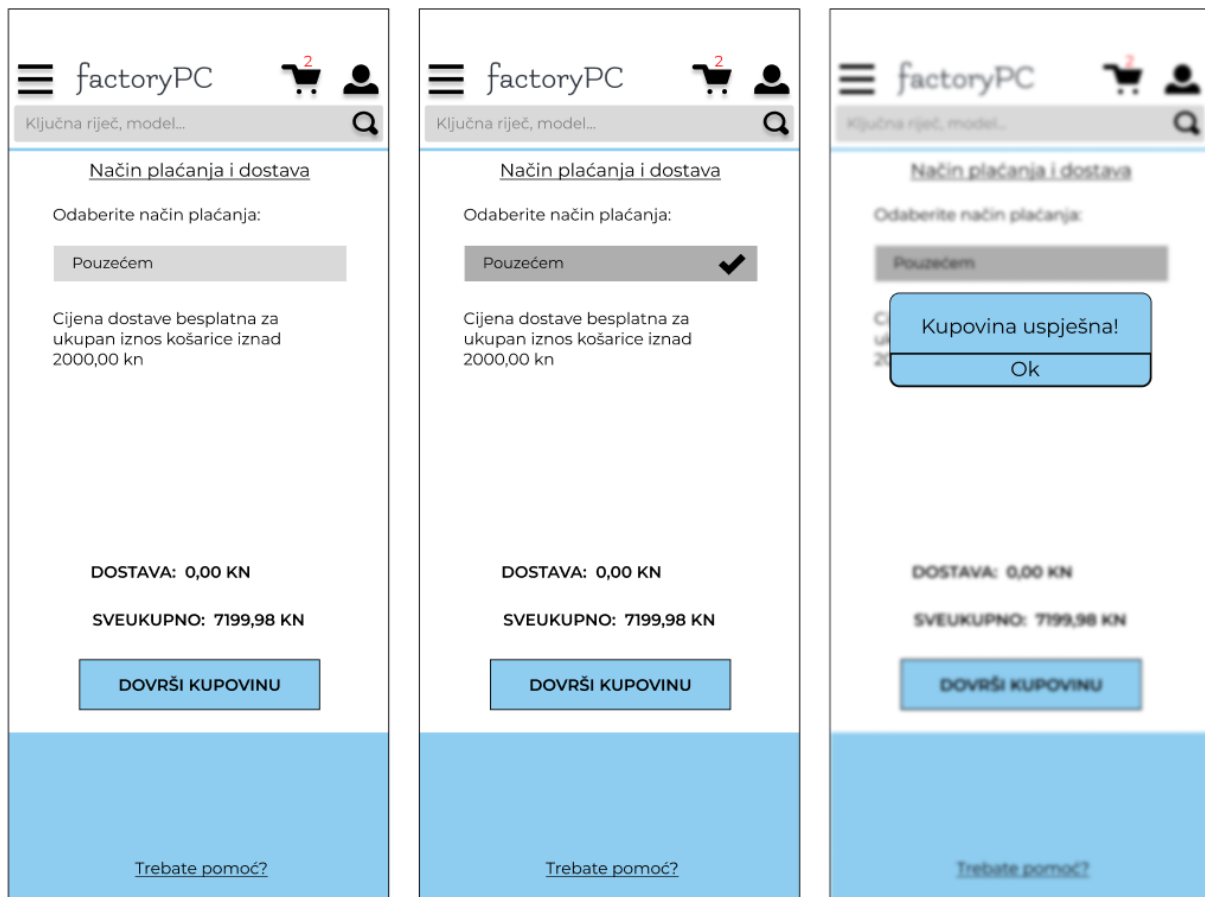 2
factoryPC
Ključna riječ, model...
Način plaćanja i dostava
Odaberite način plaćanja:
Pouzećem
Cijena dostave besplatna za
ukupan iznos košarice iznad
2000,00 kn
DOSTAVA: 0,00 KN
SVEUKUPNO: 7199,98 KN
DOVRŠI KUPOVINU
Trebate pomoć?
2
factoryPC
Ključna riječ, model...
Način plaćanja i dostava
Odaberite način plaćanja:
Pouzećem
Cijena dostave besplatna za
ukupan iznos košarice iznad
2000,00 kn
DOSTAVA: 0,00 KN
SVEUKUPNO: 7199,98 KN
DOVRŠI KUPOVINU
Trebate pomoć?
2
factoryPC
Ključna riječ, model...
Način plaćanja i dostava
Odaberite način plaćanja:
Pouzećem
Kupovina uspješna!
Ok
DOSTAVA: 0,00 KN
SVEUKUPNO: 7199,98 KN
DOVRŠI KUPOVINU
Trebate pomoć?